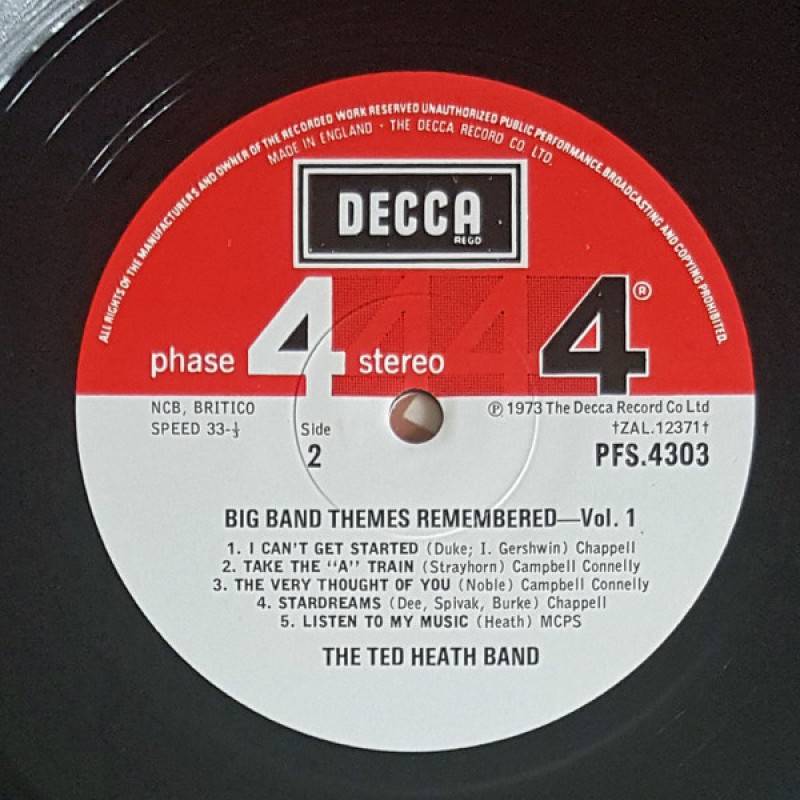 ALL RIGHTS OF THE MANUFACTURERS AND OWNER OF THE RECORDED WORK RESERVED UNAUTHORIZED PUBLIC PERFORMANCE, BROADCASTING AND COPYING PROHIBITED.
MADE IN ENGLAND · THE DECCA RECORD CO LTD.
DECCA
REGD
phase 4 stereo 4 4 4 4®
NCB, BRITICO
SPEED 33-⅓
Side
2
℗ 1973 The Decca Record Co Ltd
†ZAL.12371†
PFS.4303
BIG BAND THEMES REMEMBERED—Vol. 1
1. I CAN'T GET STARTED (Duke; I. Gershwin) Chappell
2. TAKE THE "A" TRAIN (Strayhorn) Campbell Connelly
3. THE VERY THOUGHT OF YOU (Noble) Campbell Connelly
4. STARDREAMS (Dee, Spivak, Burke) Chappell
5. LISTEN TO MY MUSIC (Heath) MCPS
THE TED HEATH BAND